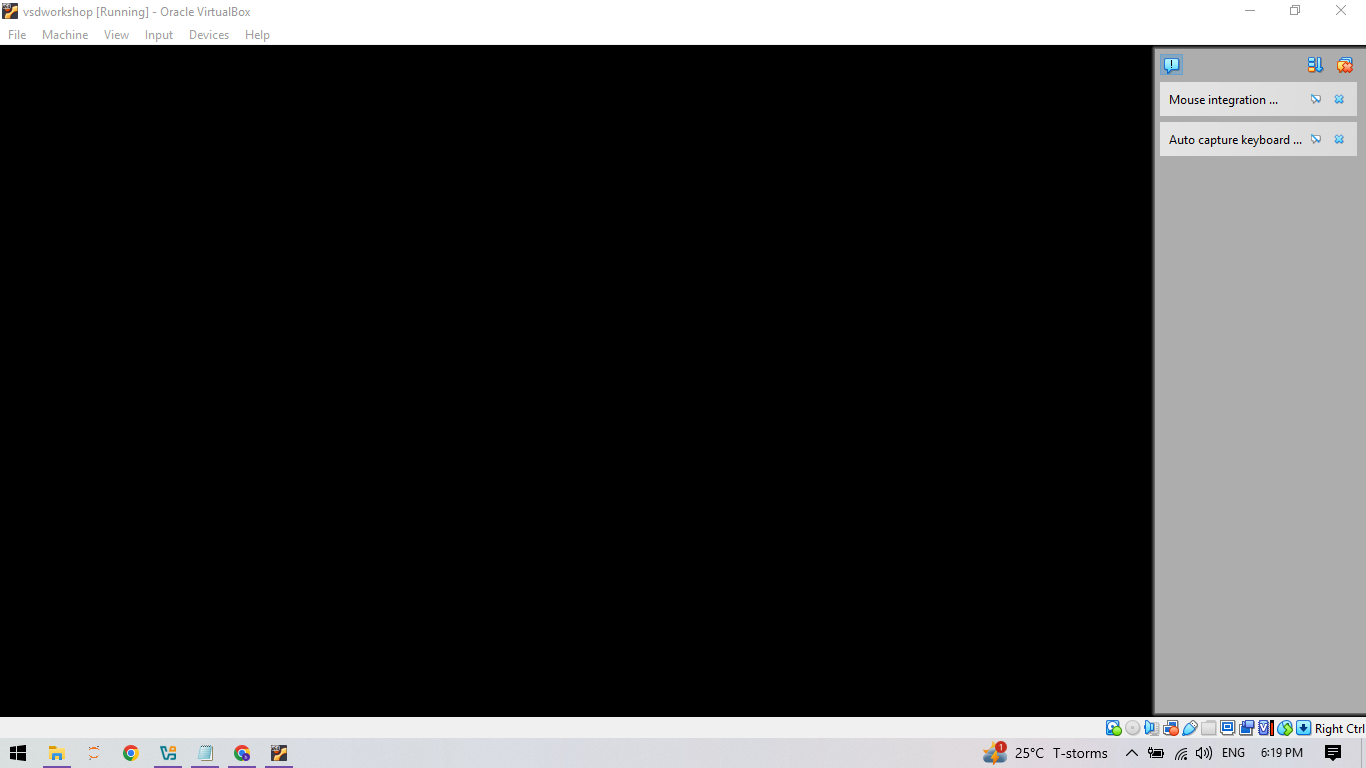 vsdworkshop [Running] - Oracle VirtualBox
File Machine View Input Devices Help
Mouse integration ...
Auto capture keyboard ...
Right Ctrl
1
25°C T-storms ENG 6:19 PM